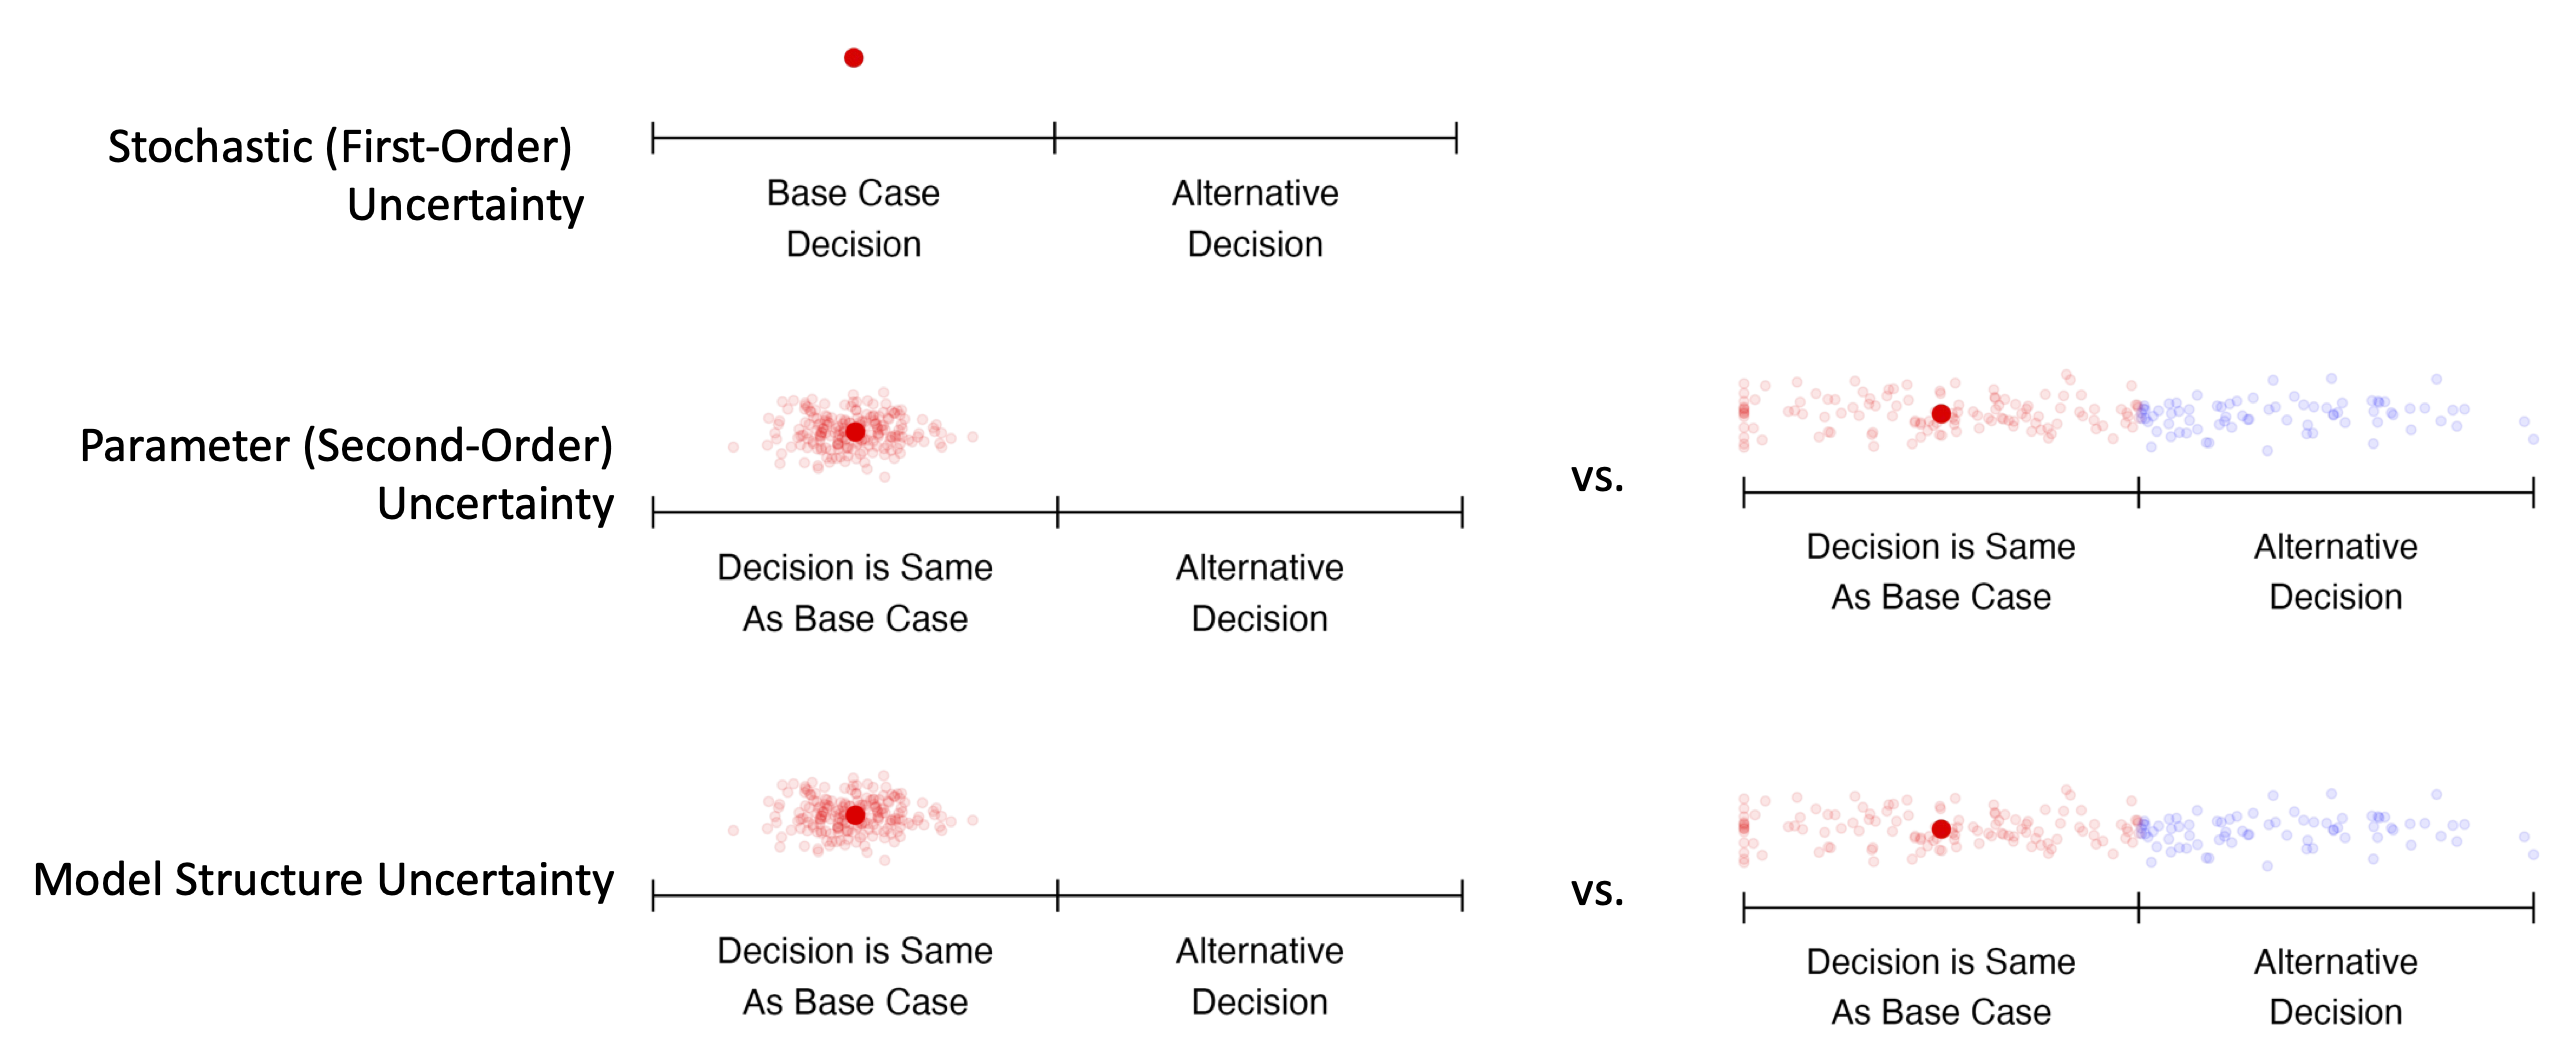 Stochastic (First-Order)
Uncertainty
Base Case
Decision
Alternative
Decision
Parameter (Second-Order)
Uncertainty
Decision is Same
As Base Case
Alternative
Decision
vs.
Decision is Same
As Base Case
Alternative
Decision
Model Structure Uncertainty
Decision is Same
As Base Case
Alternative
Decision
vs.
Decision is Same
As Base Case
Alternative
Decision